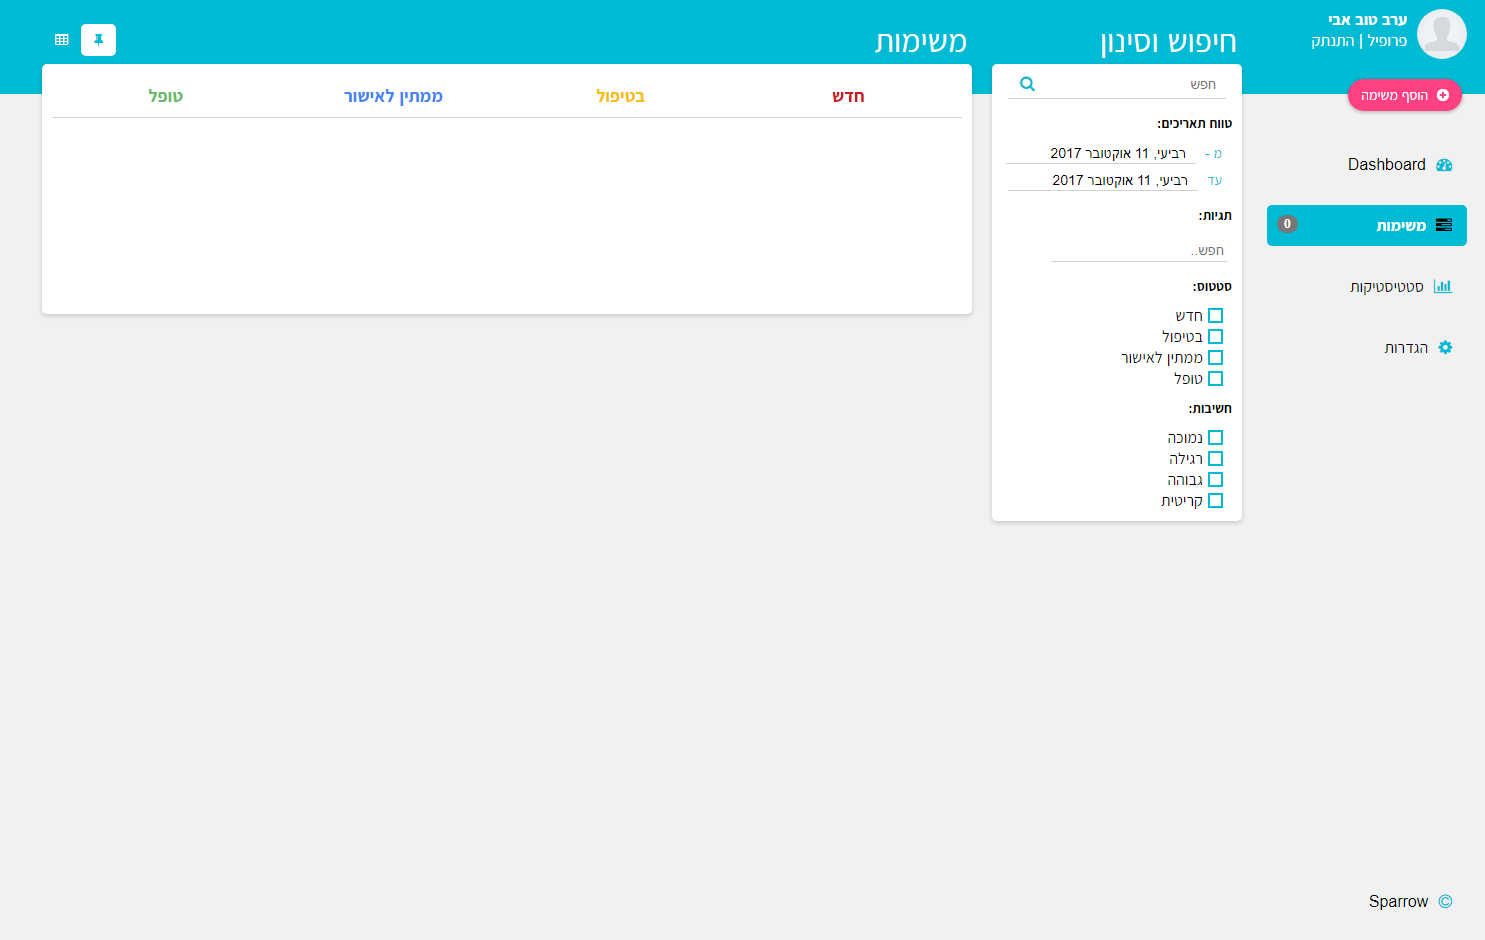 ערב טוב אבי
פרופיל | התנתק
הוסף משימה
Dashboard
משימות 0
סטטיסטיקות
הגדרות
© Sparrow
חיפוש וסינון
חפש
טווח תאריכים:
מ - רביעי, 11 אוקטובר 2017
עד רביעי, 11 אוקטובר 2017
תגיות:
חפש..
סטטוס:
חדש
בטיפול
ממתין לאישור
טופל
חשיבות:
נמוכה
רגילה
גבוהה
קריטית
משימות
חדש בטיפול ממתין לאישור טופל